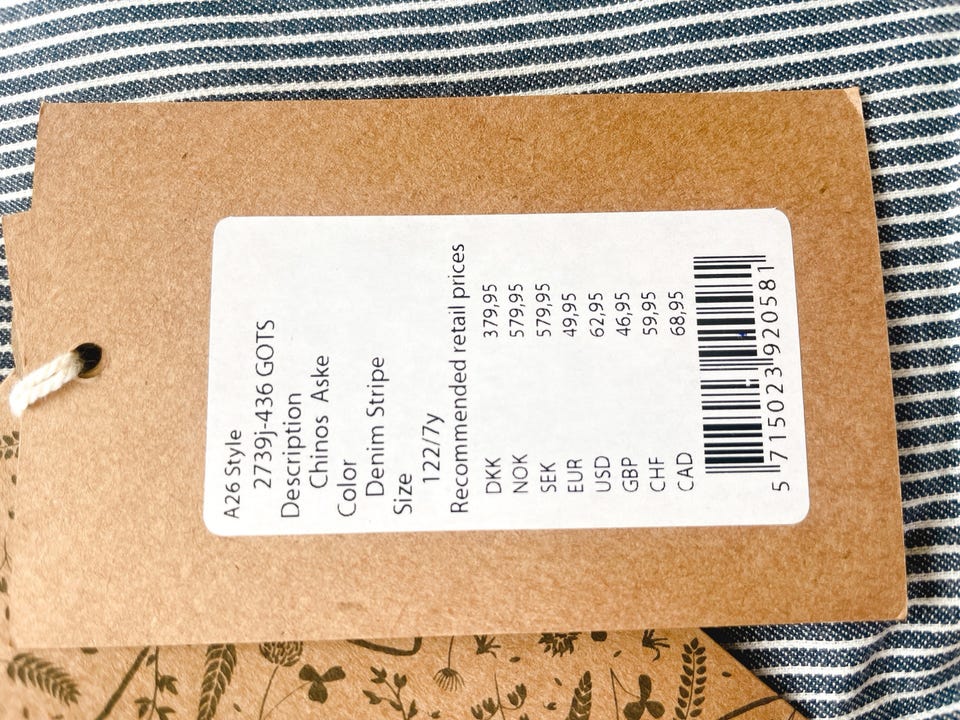 A26 Style
2739j-436 GOTS
Description
Chinos Aske
Color
Denim Stripe
Size
122/7y
Recommended retail prices
DKK 379,95
NOK 579,95
SEK 579,95
EUR 49,95
USD 62,95
GBP 46,95
CHF 59,95
CAD 68,95
5 715023 920581